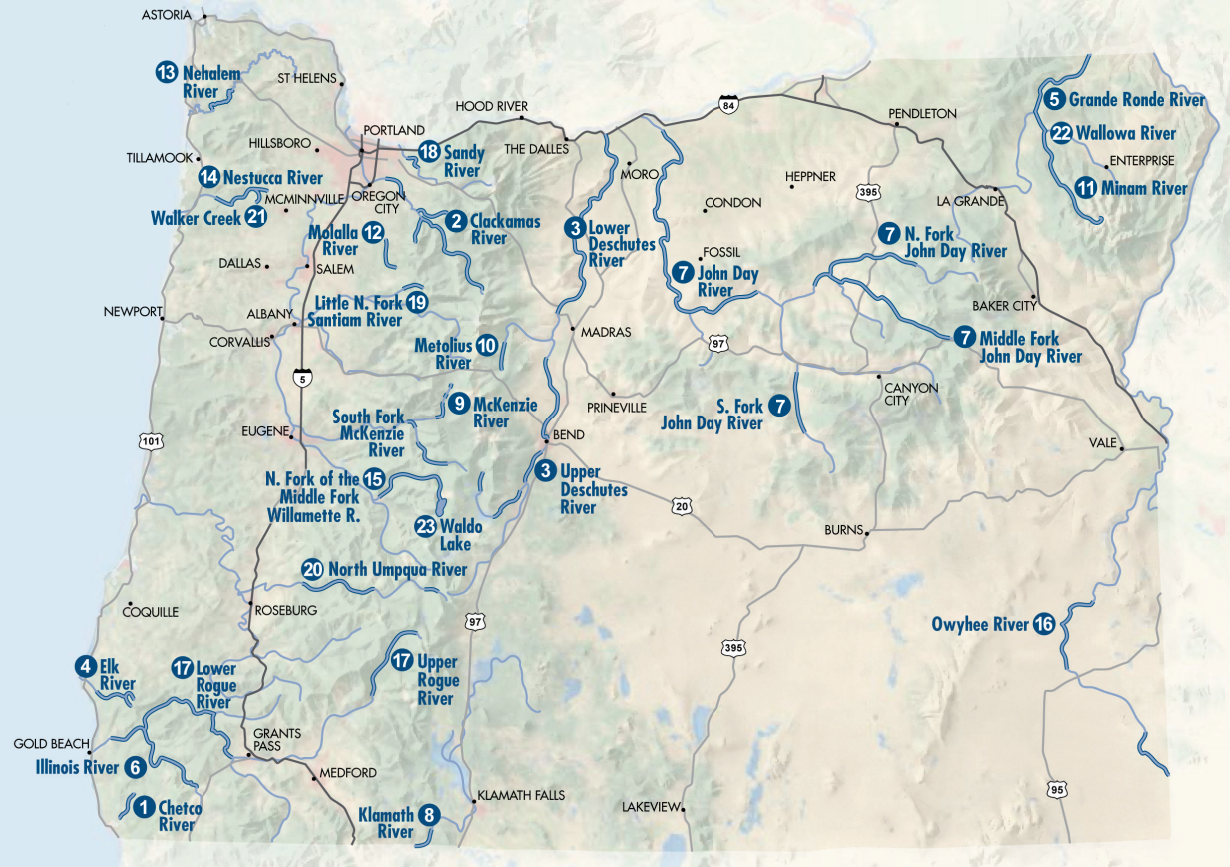 ASTORIA
13 Nehalem
River
ST HELENS
HOOD RIVER
84
PENDLETON
5 Grande Ronde River
22 Wallowa River
ENTERPRISE
11 Minam River
PORTLAND
HILLSBORO
18 Sandy
River
THE DALLES
TILLAMOOK
MORO
HEPPNER
395
LA GRANDE
14 Nestucca River
MCMINNVILLE
OREGON
CITY
Walker Creek 21
CONDON
2 Clackamas
River
3 Lower
Deschutes
River
Molalla 12
River
7 N. Fork
John Day River
DALLAS
SALEM
FOSSIL
7 John Day
River
BAKER CITY
Little N. Fork 19
Santiam River
NEWPORT
ALBANY
CORVALLIS
MADRAS
Metolius 10
River
97
7 Middle Fork
John Day River
5
CANYON
CITY
PRINEVILLE
9 McKenzie
River
S. Fork 7
John Day River
South Fork
McKenzie
River
EUGENE
101
BEND
VALE
3 Upper
Deschutes
River
N. Fork of the 15
Middle Fork
Willamette R.
20
23 Waldo
Lake
BURNS
20 North Umpqua River
COQUILLE
ROSEBURG
97
Owyhee River 16
395
4 Elk
River
17 Lower
Rogue
River
17 Upper
Rogue
River
GOLD BEACH
GRANTS
PASS
Illinois River 6
MEDFORD
1 Chetco
River
Klamath 8
River
KLAMATH FALLS
LAKEVIEW
95